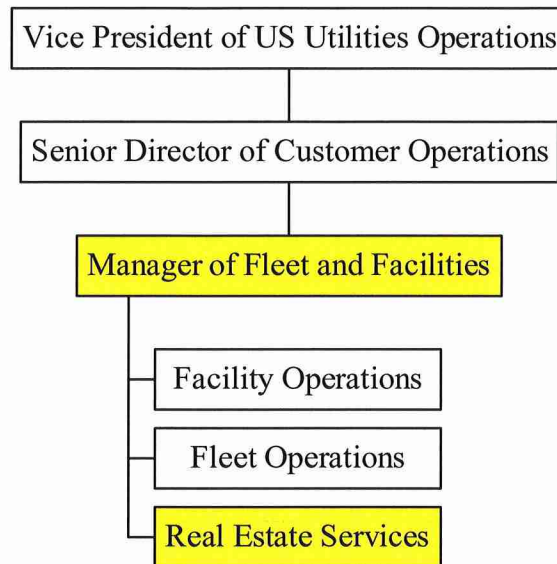 Vice President of US Utilities Operations
Senior Director of Customer Operations
Manager of Fleet and Facilities
Facility Operations
Fleet Operations
Real Estate Services